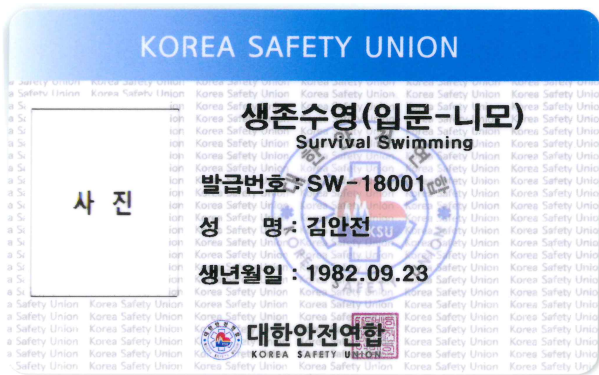 KOREA SAFETY UNION
생존수영(입문-니모)
Survival Swimming
사 진
발급번호 : SW-18001
성 명 : 김안전
생년월일 : 1982.09.23
대한안전연합
KOREA SAFETY UNION